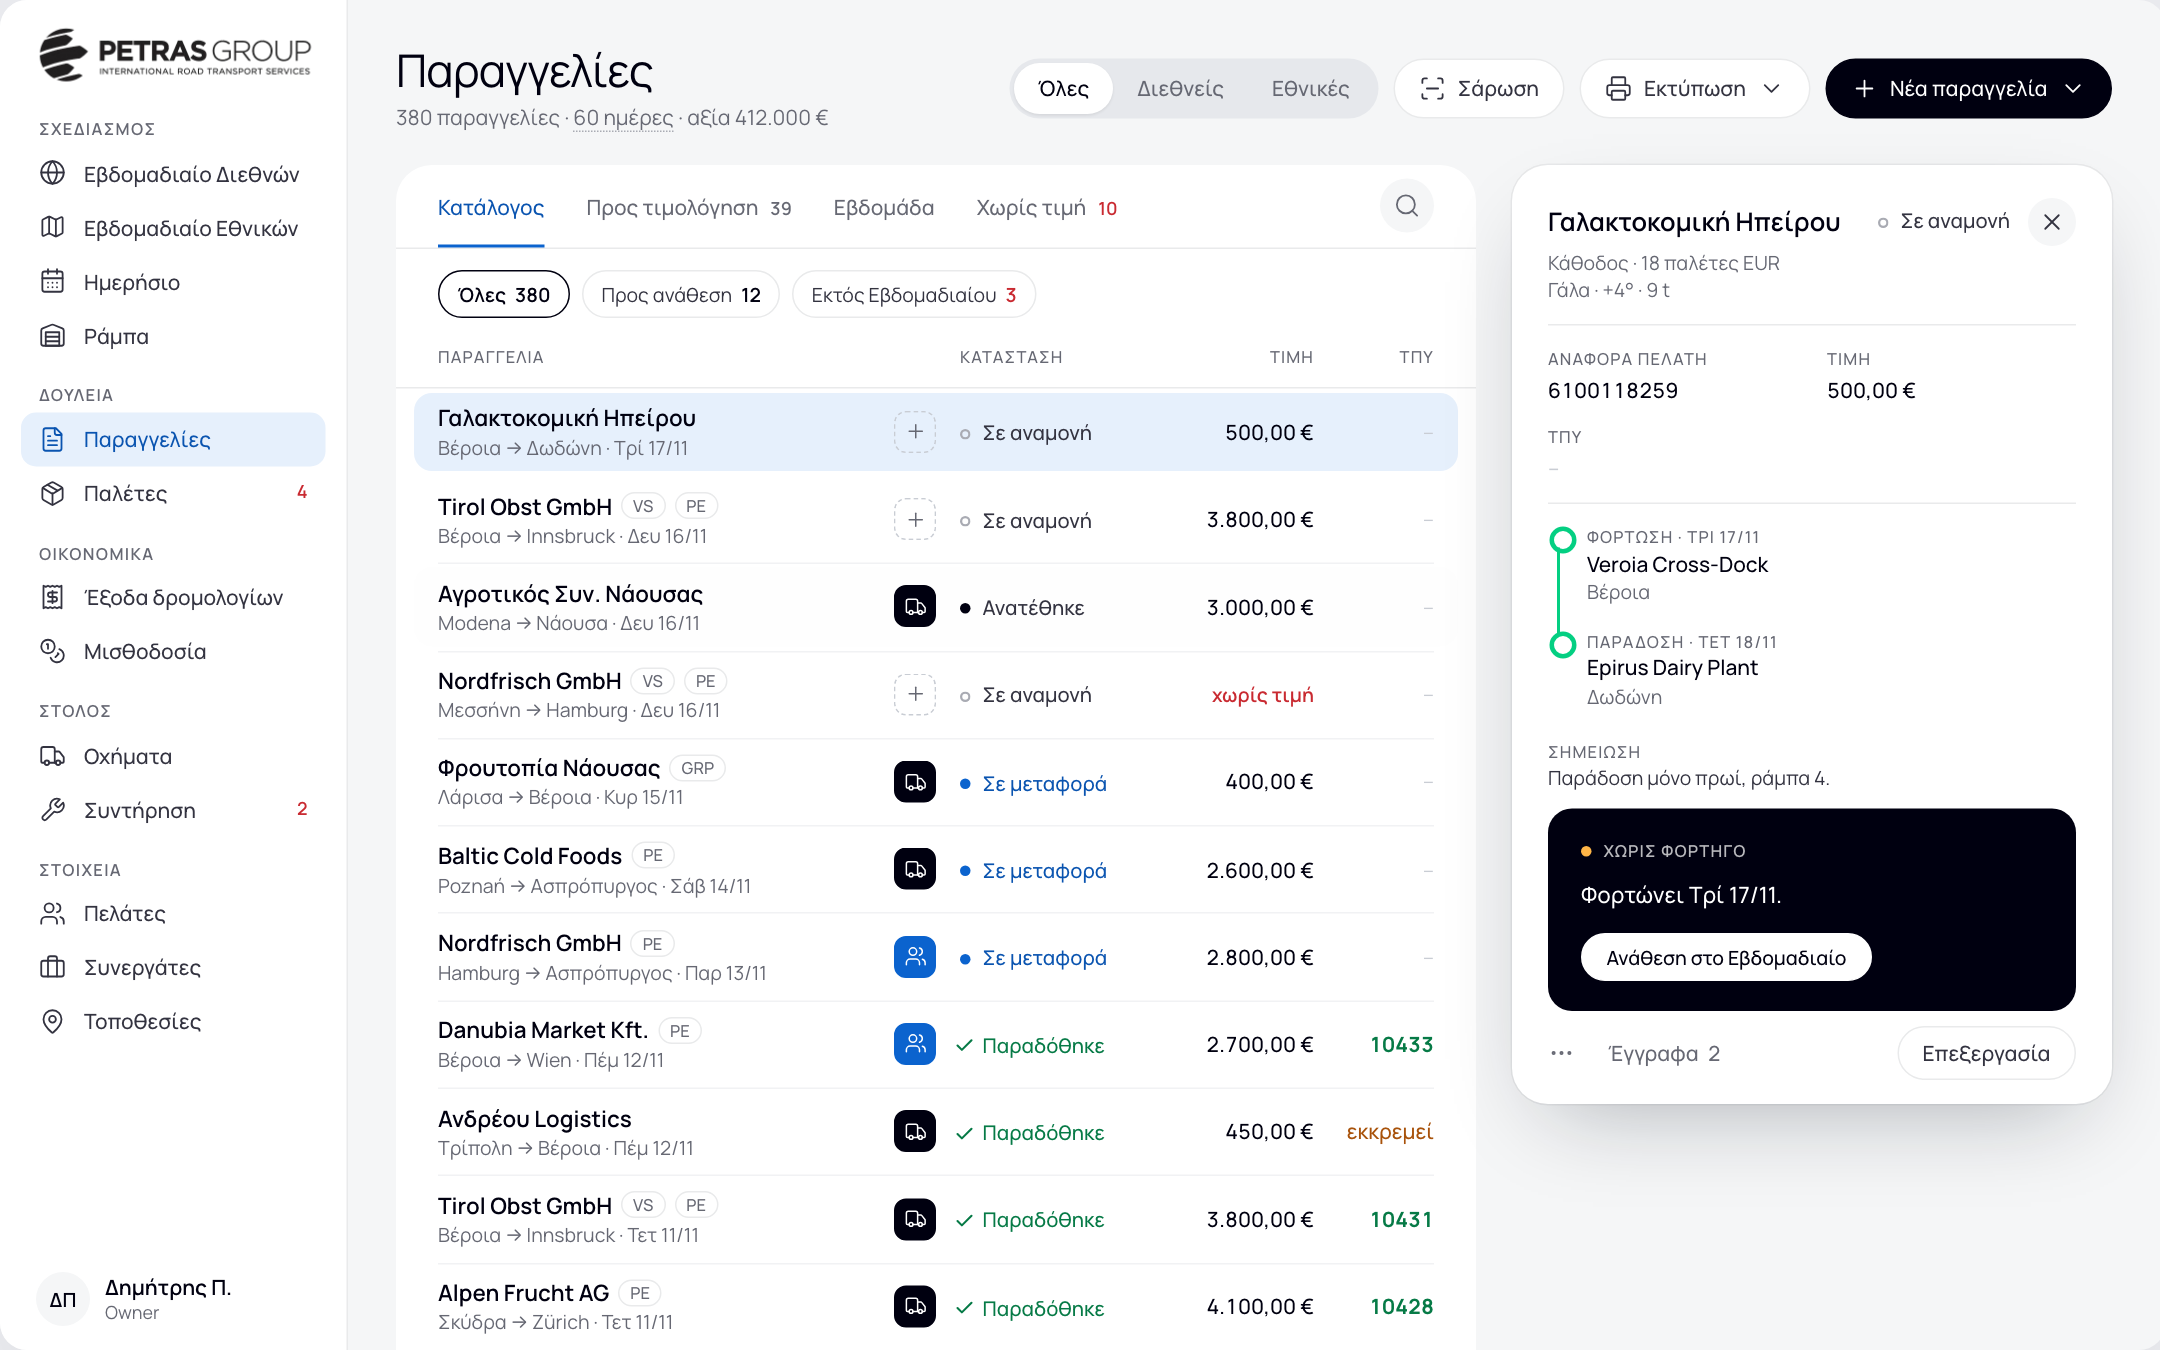 PETRAS GROUP
INTERNATIONAL ROAD TRANSPORT SERVICES
ΣΧΕΔΙΑΣΜΟΣ
Εβδομαδιαίο Διεθνών
Εβδομαδιαίο Εθνικών
Ημερήσιο
Ράμπα
ΔΟΥΛΕΙΑ
Παραγγελίες
Παλέτες 4
ΟΙΚΟΝΟΜΙΚΑ
Έξοδα δρομολογίων
Μισθοδοσία
ΣΤΟΛΟΣ
Οχήματα
Συντήρηση 2
ΣΤΟΙΧΕΙΑ
Πελάτες
Συνεργάτες
Τοποθεσίες
ΔΠ
Δημήτρης Π.
Owner
Παραγγελίες
380 παραγγελίες · 60 ημέρες · αξία 412.000 €
Όλες Διεθνείς Εθνικές
Σάρωση
Εκτύπωση
+ Νέα παραγγελία
Κατάλογος Προς τιμολόγηση 39 Εβδομάδα Χωρίς τιμή 10
Όλες 380 Προς ανάθεση 12 Εκτός Εβδομαδιαίου 3
ΠΑΡΑΓΓΕΛΙΑ ΚΑΤΑΣΤΑΣΗ ΤΙΜΗ ΤΠΥ
Γαλακτοκομική Ηπείρου + Σε αναμονή 500,00 € –
Βέροια → Δωδώνη · Τρί 17/11
Tirol Obst GmbH VS PE + Σε αναμονή 3.800,00 € –
Βέροια → Innsbruck · Δευ 16/11
Αγροτικός Συν. Νάουσας Ανατέθηκε 3.000,00 € –
Modena → Νάουσα · Δευ 16/11
Nordfrisch GmbH VS PE + Σε αναμονή χωρίς τιμή –
Μεσσήνη → Hamburg · Δευ 16/11
Φρουτοπία Νάουσας GRP Σε μεταφορά 400,00 € –
Λάρισα → Βέροια · Κυρ 15/11
Baltic Cold Foods PE Σε μεταφορά 2.600,00 € –
Poznań → Ασπρόπυργος · Σάβ 14/11
Nordfrisch GmbH PE Σε μεταφορά 2.800,00 € –
Hamburg → Ασπρόπυργος · Παρ 13/11
Danubia Market Kft. PE Παραδόθηκε 2.700,00 € 10433
Βέροια → Wien · Πέμ 12/11
Ανδρέου Logistics Παραδόθηκε 450,00 € εκκρεμεί
Τρίπολη → Βέροια · Πέμ 12/11
Tirol Obst GmbH VS PE Παραδόθηκε 3.800,00 € 10431
Βέροια → Innsbruck · Τετ 11/11
Alpen Frucht AG PE Παραδόθηκε 4.100,00 € 10428
Σκύδρα → Zürich · Τετ 11/11
Γαλακτοκομική Ηπείρου Σε αναμονή
Κάθοδος · 18 παλέτες EUR
Γάλα · +4° · 9 t
ΑΝΑΦΟΡΑ ΠΕΛΑΤΗ ΤΙΜΗ
6100118259 500,00 €
ΤΠΥ
–
ΦΟΡΤΩΣΗ · ΤΡΙ 17/11
Veroia Cross-Dock
Βέροια
ΠΑΡΑΔΟΣΗ · ΤΕΤ 18/11
Epirus Dairy Plant
Δωδώνη
ΣΗΜΕΙΩΣΗ
Παράδοση μόνο πρωί, ράμπα 4.
ΧΩΡΙΣ ΦΟΡΤΗΓΟ
Φορτώνει Τρί 17/11.
Ανάθεση στο Εβδομαδιαίο
··· Έγγραφα 2 Επεξεργασία